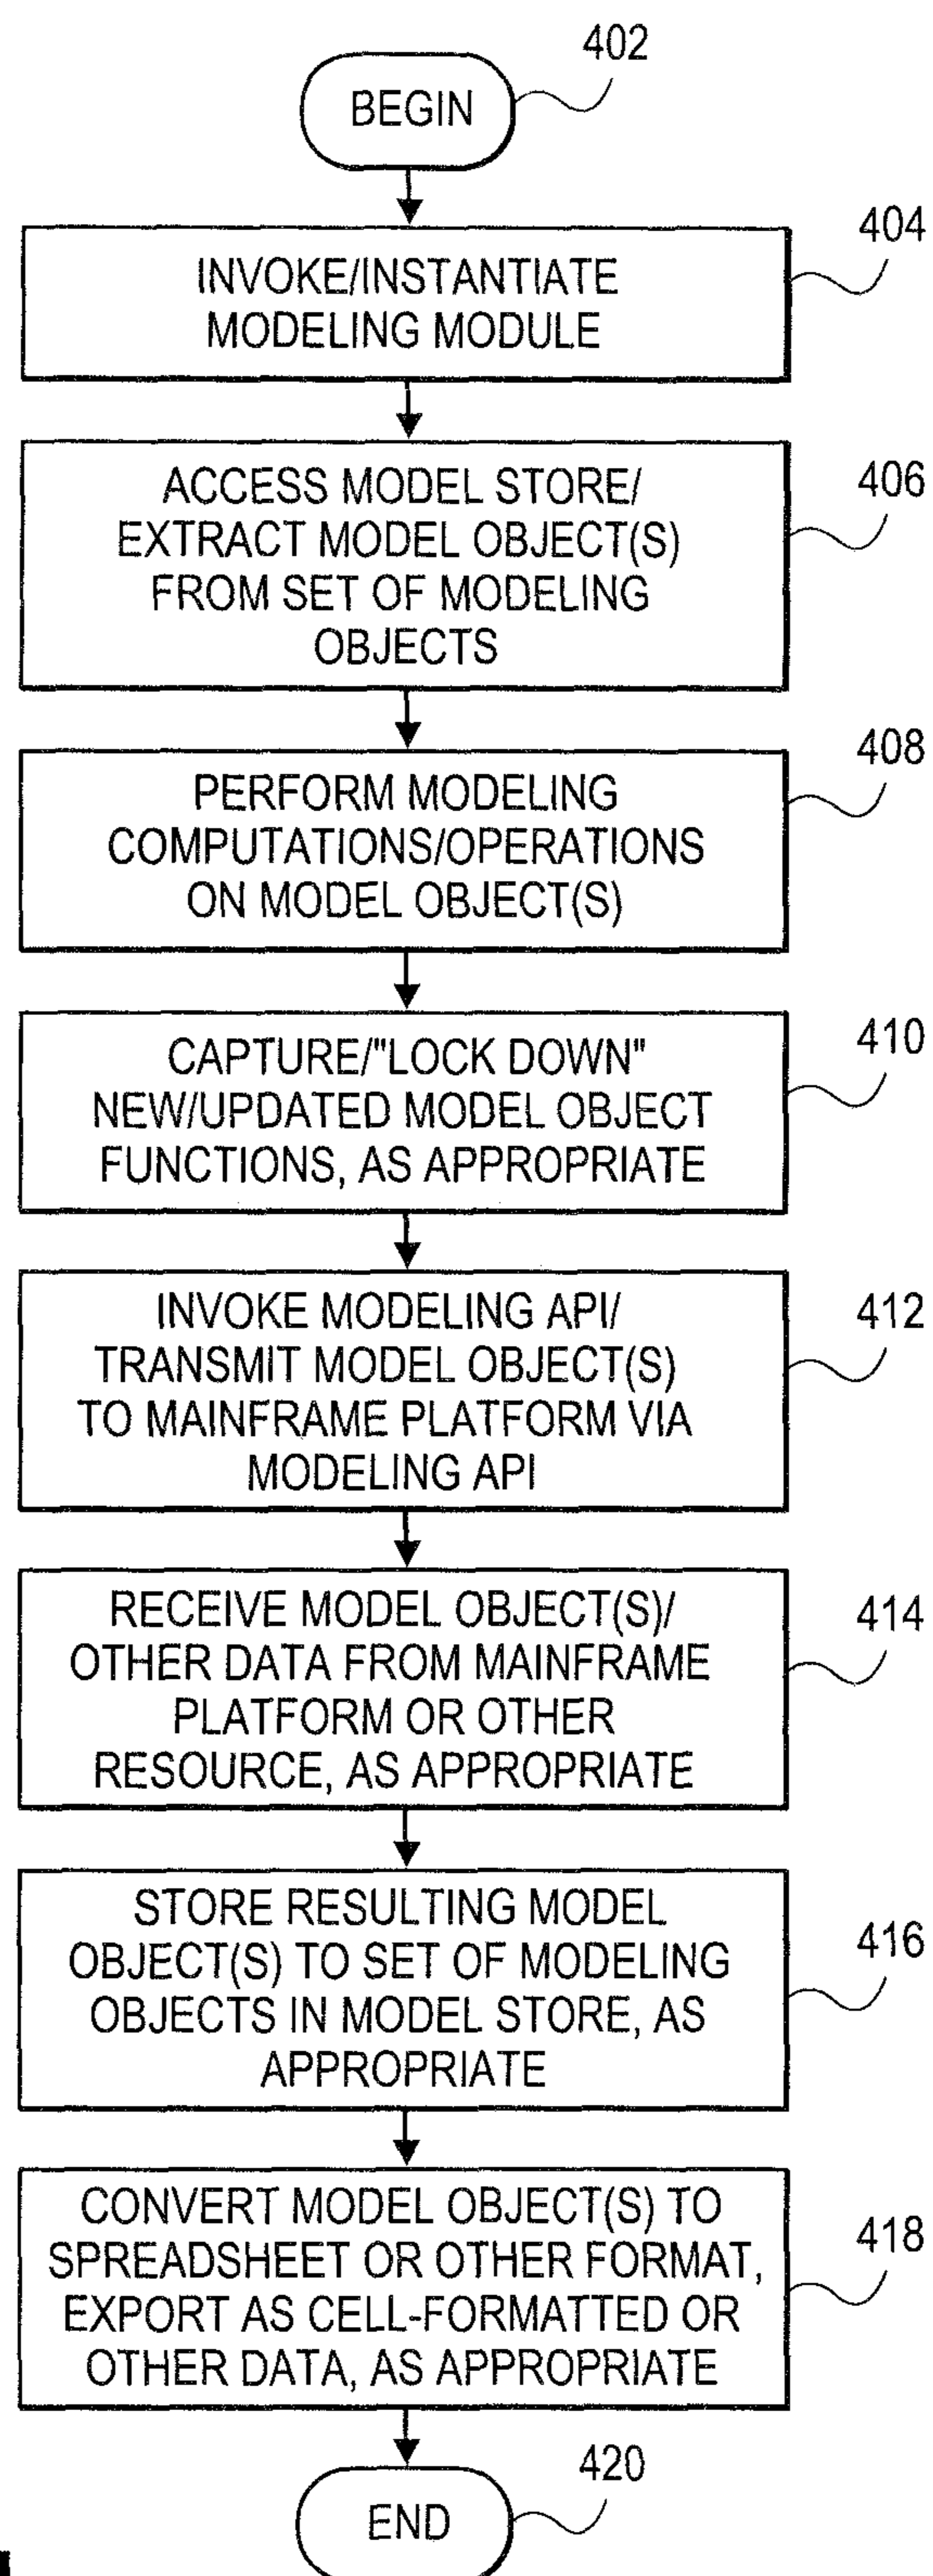 402
BEGIN
404
INVOKE/INSTANTIATE
MODELING MODULE
406
ACCESS MODEL STORE/
EXTRACT MODEL OBJECT(S)
FROM SET OF MODELING
OBJECTS
408
PERFORM MODELING
COMPUTATIONS/OPERATIONS
ON MODEL OBJECT(S)
410
CAPTURE/"LOCK DOWN"
NEW/UPDATED MODEL OBJECT
FUNCTIONS, AS APPROPRIATE
412
INVOKE MODELING API/
TRANSMIT MODEL OBJECT(S)
TO MAINFRAME PLATFORM VIA
MODELING API
414
RECEIVE MODEL OBJECT(S)/
OTHER DATA FROM MAINFRAME
PLATFORM OR OTHER
RESOURCE, AS APPROPRIATE
416
STORE RESULTING MODEL
OBJECT(S) TO SET OF MODELING
OBJECTS IN MODEL STORE, AS
APPROPRIATE
418
CONVERT MODEL OBJECT(S) TO
SPREADSHEET OR OTHER FORMAT,
EXPORT AS CELL-FORMATTED OR
OTHER DATA, AS APPROPRIATE
420
END